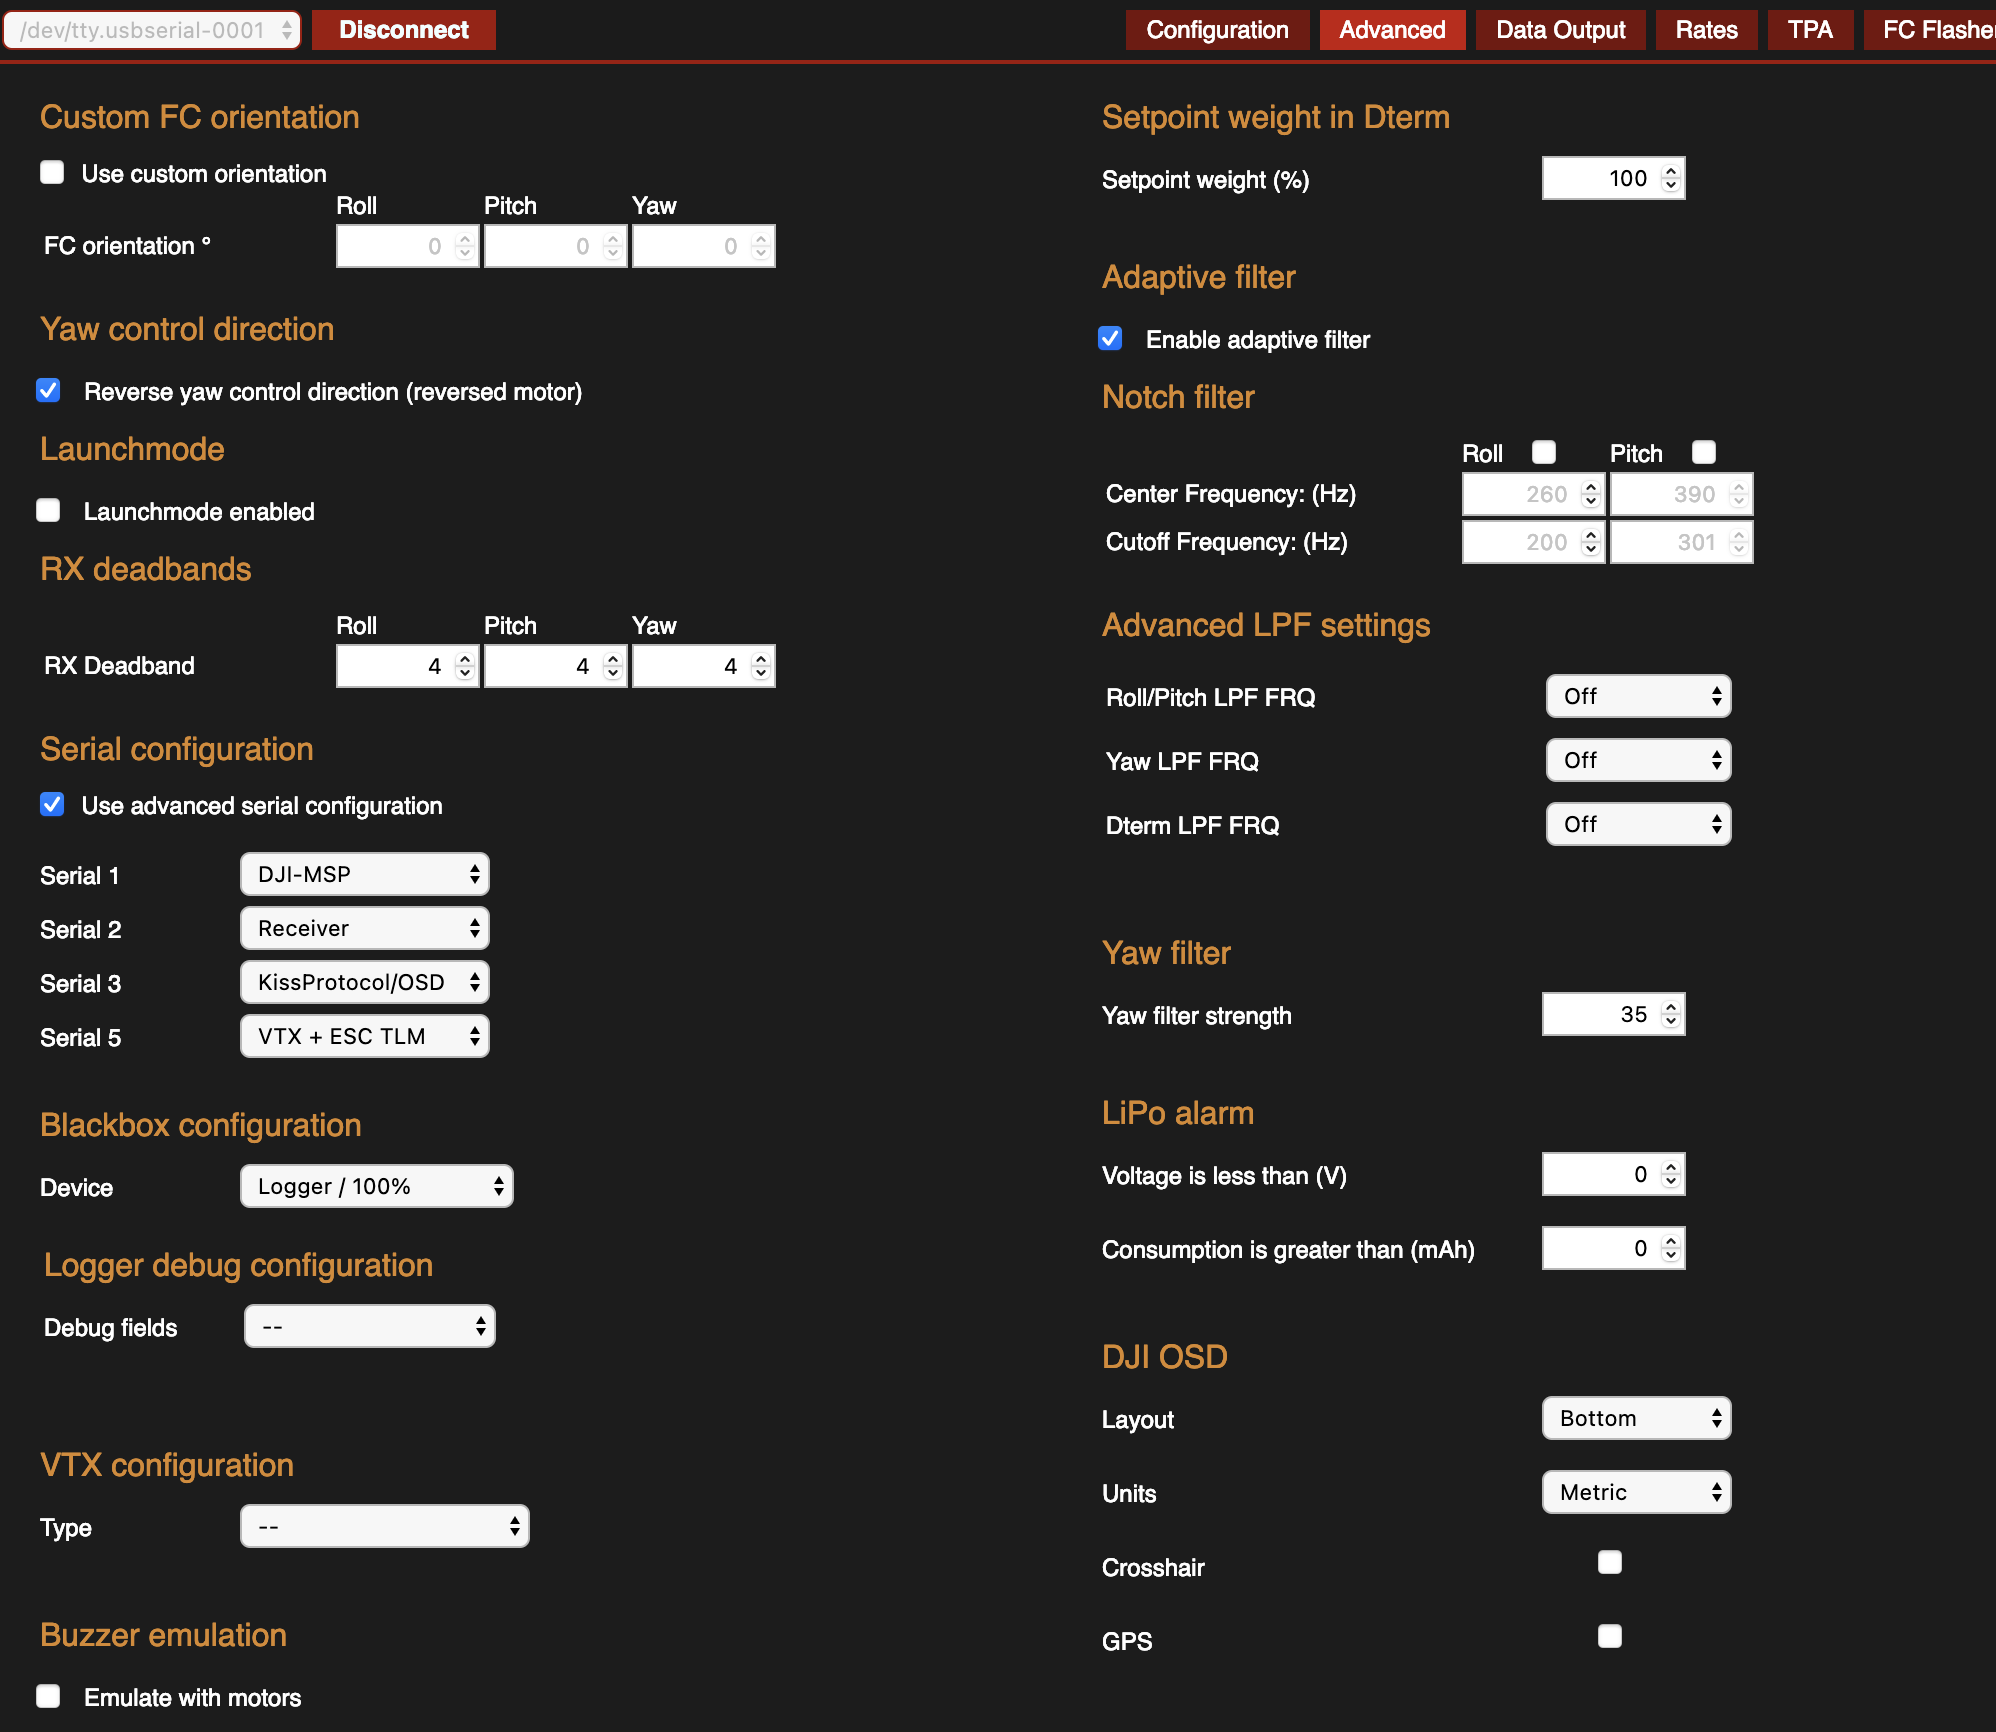 /dev/tty.usbserial-0001 Disconnect Configuration Advanced Data Output Rates TPA FC Flashe
Custom FC orientation
Use custom orientation
Roll Pitch Yaw
FC orientation ° 0 0 0
Yaw control direction
Reverse yaw control direction (reversed motor)
Launchmode
Launchmode enabled
RX deadbands
Roll Pitch Yaw
RX Deadband 4 4 4
Serial configuration
Use advanced serial configuration
Serial 1 DJI-MSP
Serial 2 Receiver
Serial 3 KissProtocol/OSD
Serial 5 VTX + ESC TLM
Blackbox configuration
Device Logger / 100%
Logger debug configuration
Debug fields --
VTX configuration
Type --
Buzzer emulation
Emulate with motors
Setpoint weight in Dterm
Setpoint weight (%) 100
Adaptive filter
Enable adaptive filter
Notch filter
Roll Pitch
Center Frequency: (Hz) 260 390
Cutoff Frequency: (Hz) 200 301
Advanced LPF settings
Roll/Pitch LPF FRQ Off
Yaw LPF FRQ Off
Dterm LPF FRQ Off
Yaw filter
Yaw filter strength 35
LiPo alarm
Voltage is less than (V) 0
Consumption is greater than (mAh) 0
DJI OSD
Layout Bottom
Units Metric
Crosshair
GPS